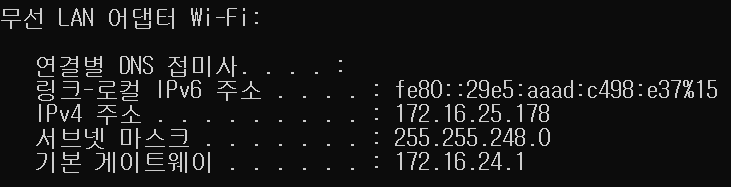 무선 LAN 어댑터 Wi-Fi:
연결별 DNS 접미사. . . . :
링크-로컬 IPv6 주소 . . . . : fe80::29e5:aaad:c498:e37%15
IPv4 주소 . . . . . . . . . : 172.16.25.178
서브넷 마스크 . . . . . . . : 255.255.248.0
기본 게이트웨이 . . . . . . : 172.16.24.1